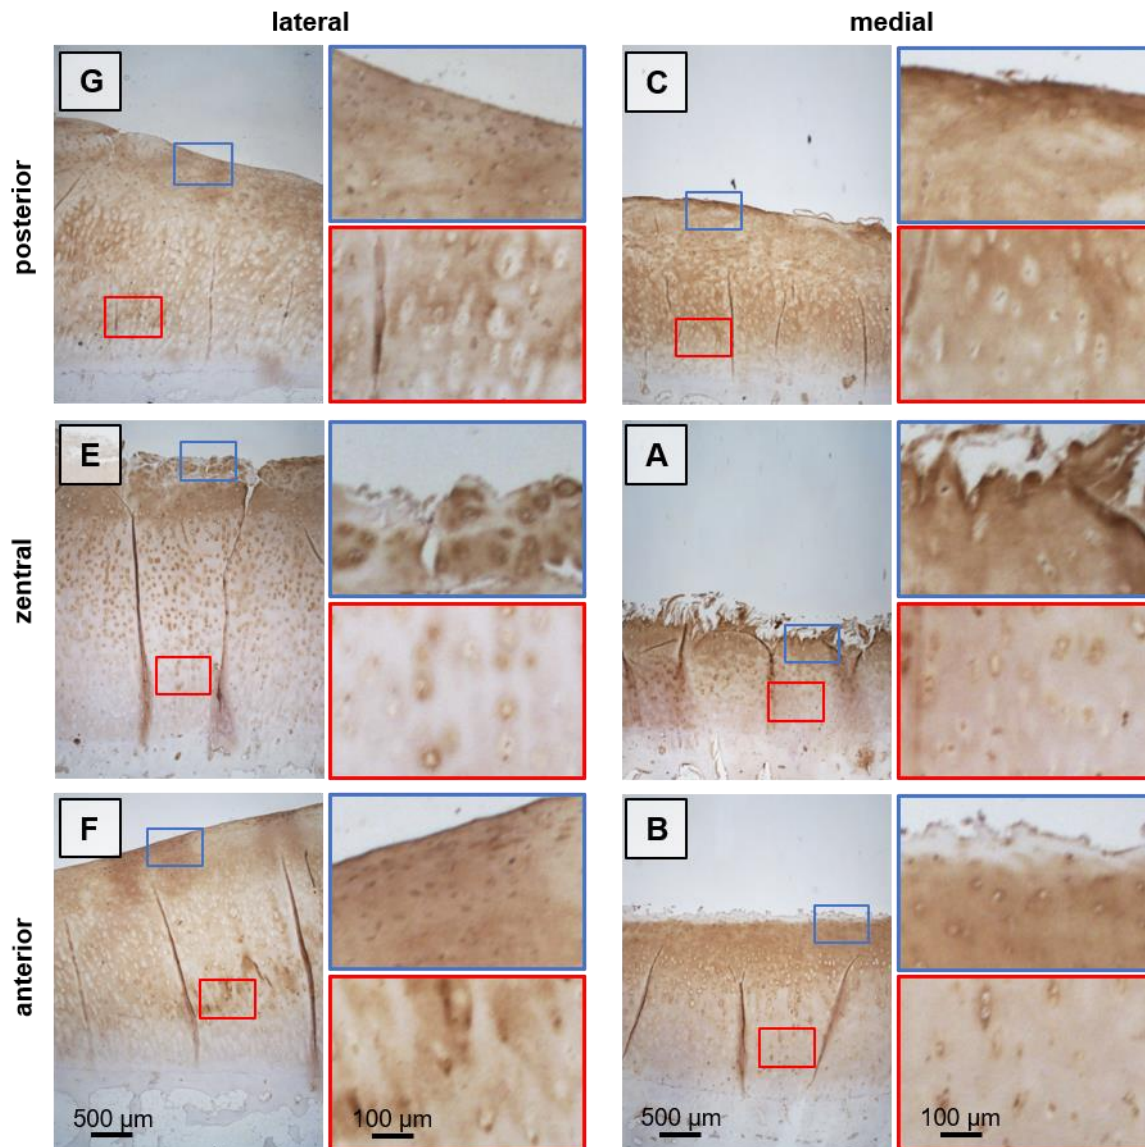 lateral medial
G C
posterior
E A
zentral
F B
anterior
500 µm 100 µm 500 µm 100 µm